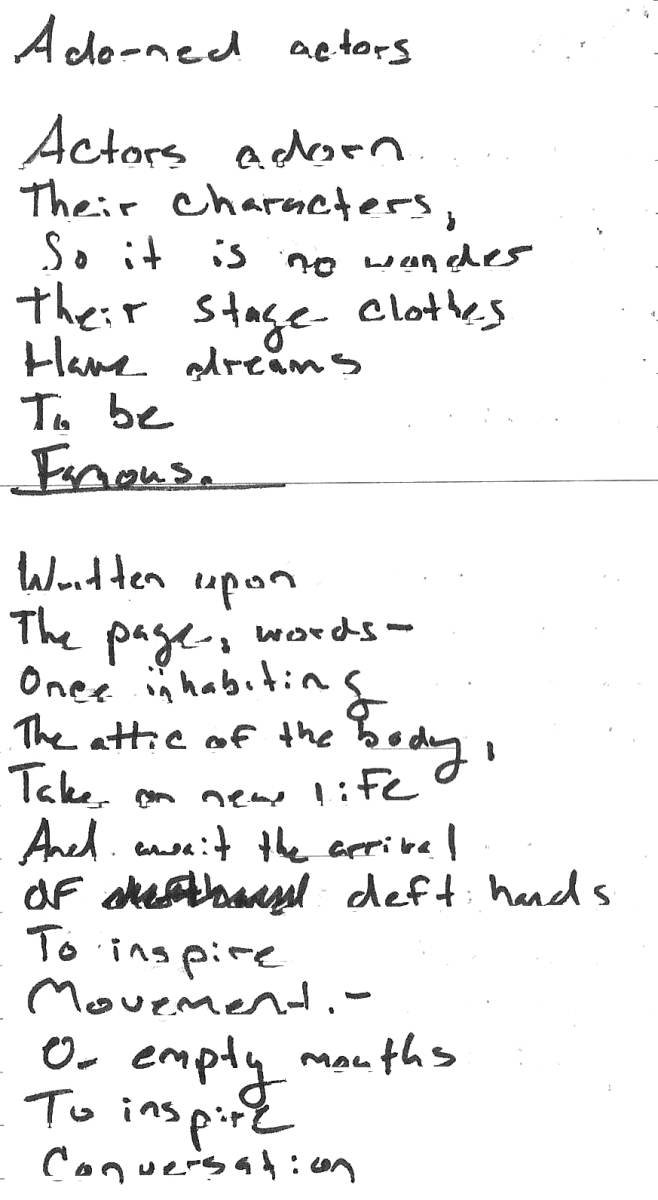 Adorned actors
Actors adorn
Their characters,
So it is no wonder
their stage clothes
Have dreams
To be
Famous.
Written upon
The page, words-
Once inhabiting
The attic of the body,
Take on new life
And await the arrival
OF deft hands
To inspire
Movement.-
Or empty mouths
To inspire
Conversation